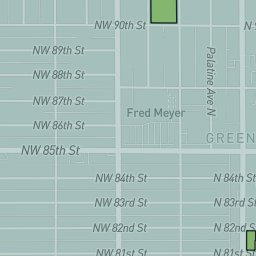 NW 90th St
N 9
NW 89th St
NW 88th St
Palatine Ave N
NW 87th St
Fred Meyer
NW 86th St
GREEN
NW 85th St
NW 84th St
N 84th St
NW 83rd St
N 83rd St
NW 82nd St
N 82nd St
NW 81st St
N 81st St